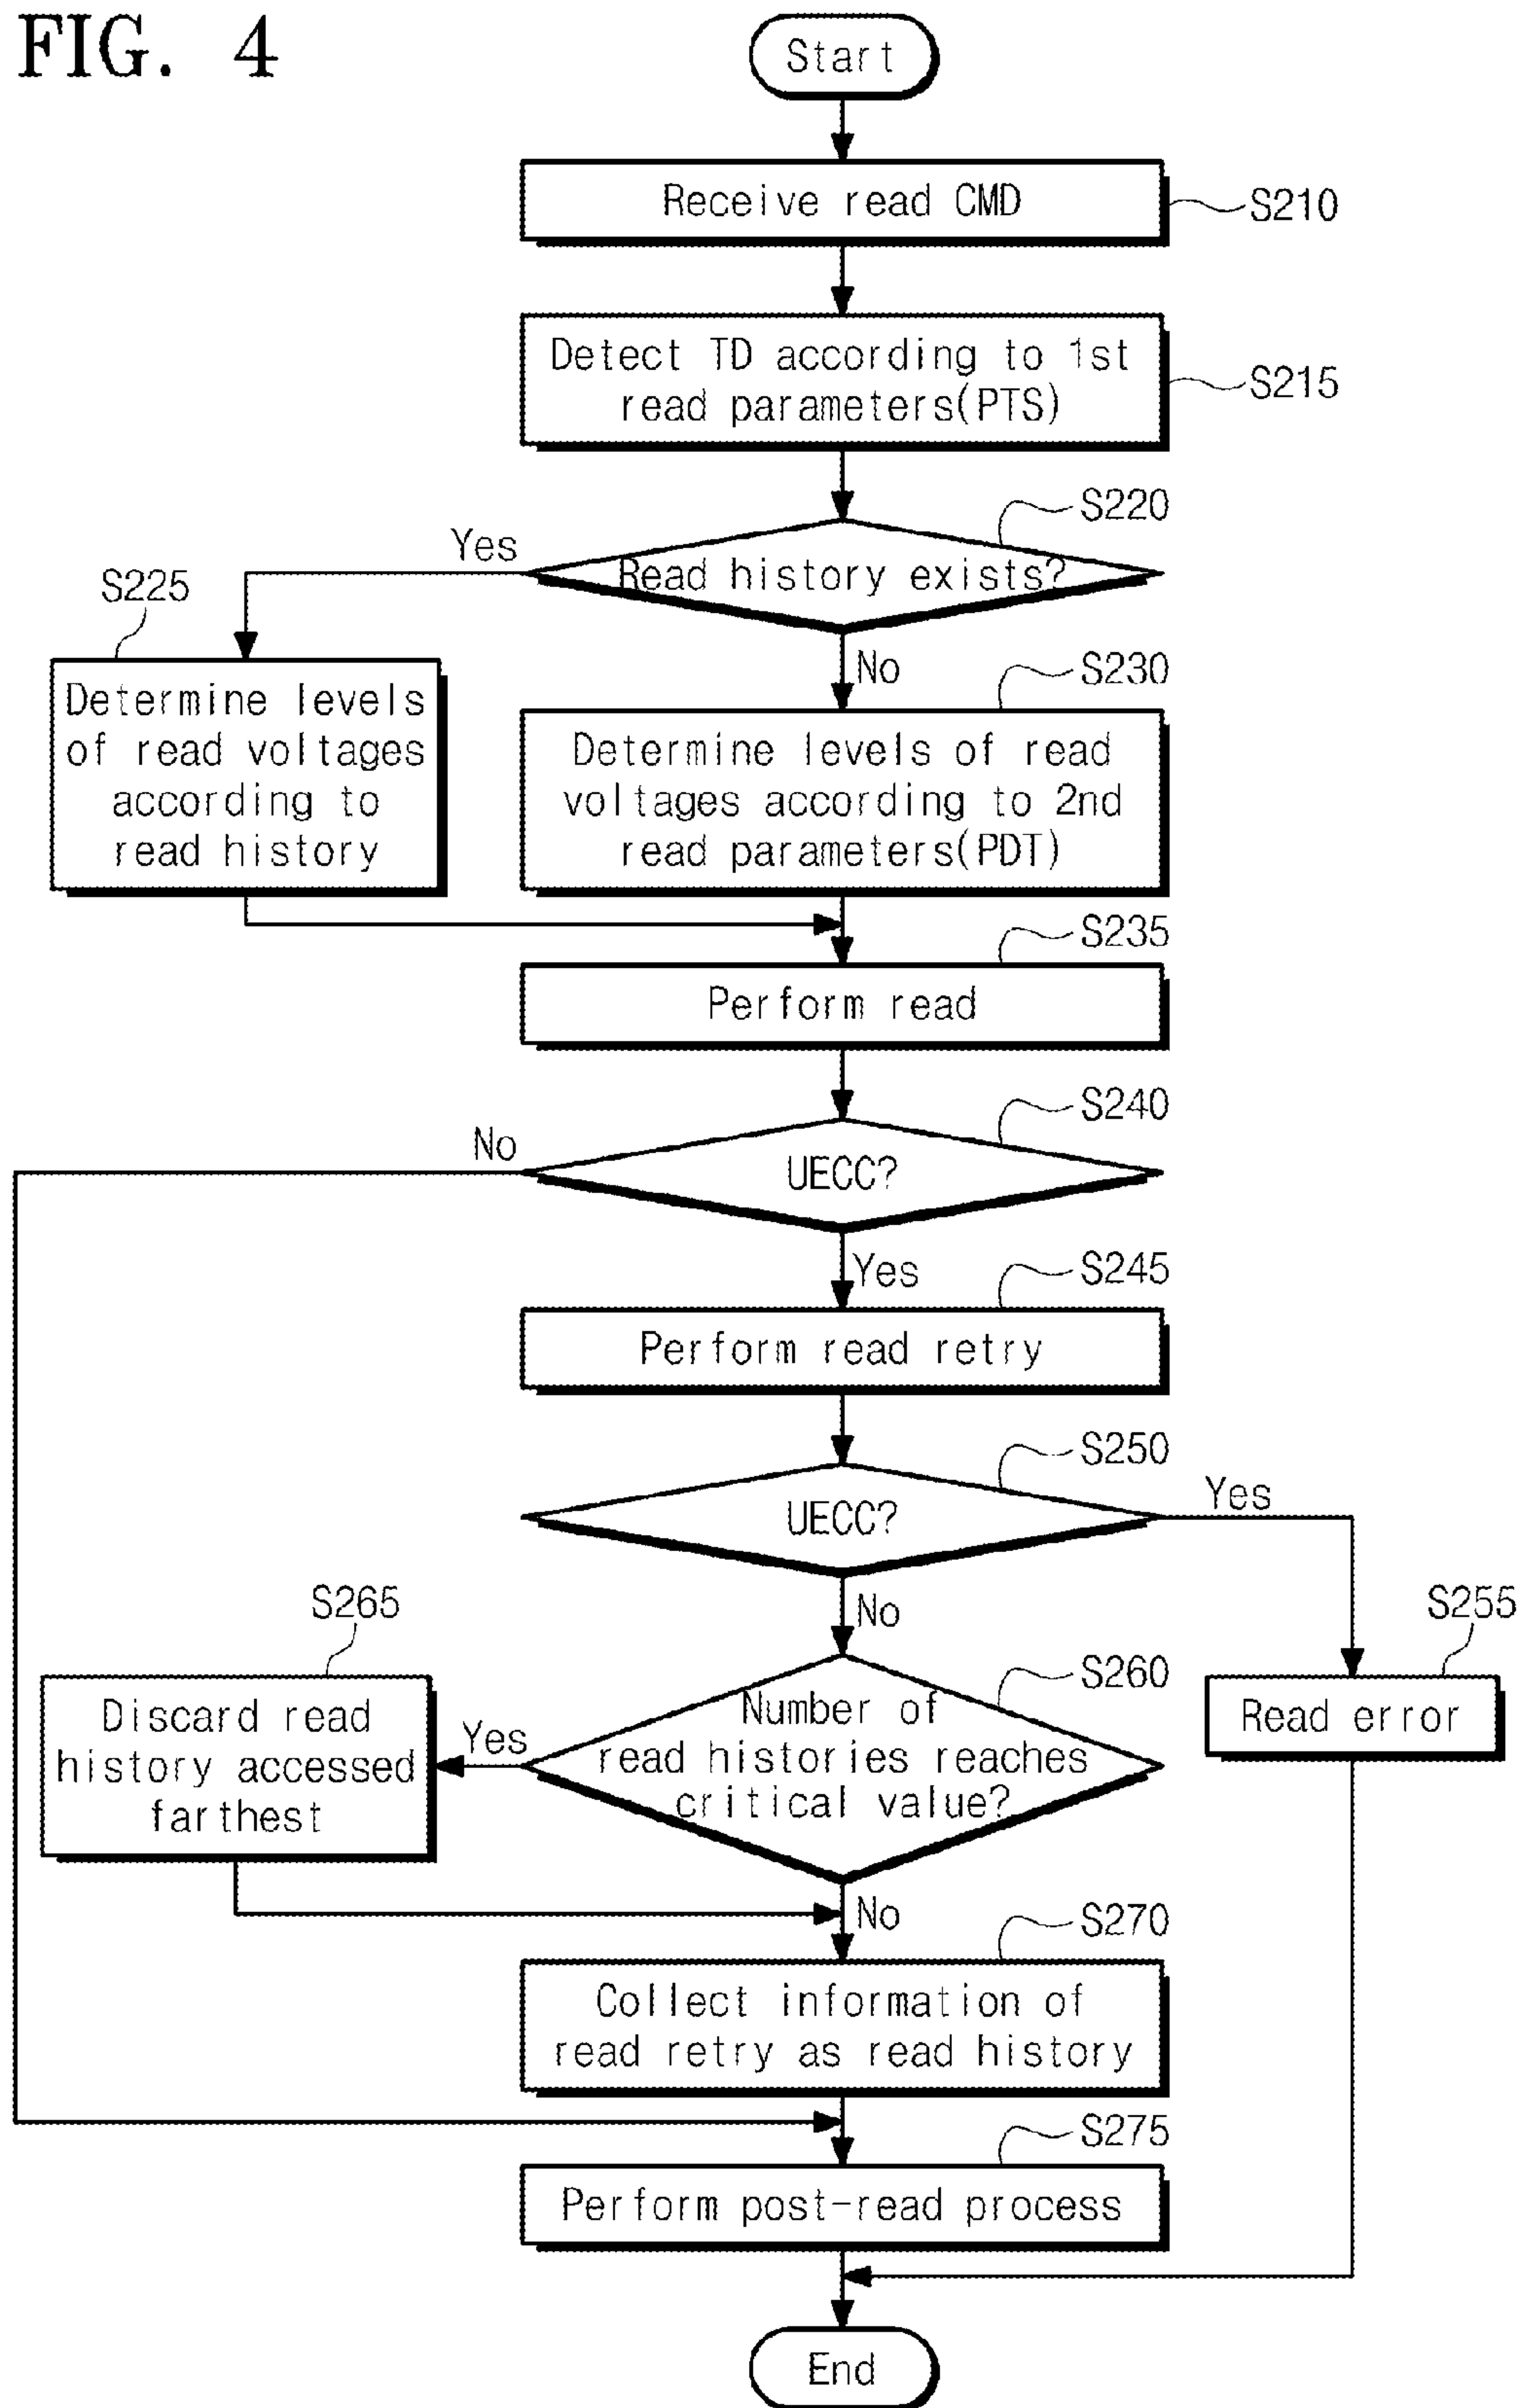 FIG. 4
Start
Receive read CMD
S210
Detect TD according to 1st
read parameters(PTS)
S215
S220
Yes
Read history exists?
S225
No
S230
Determine levels
of read voltages
according to
read history
Determine levels of read
voltages according to 2nd
read parameters(PDT)
S235
Perform read
S240
No
UECC?
Yes
S245
Perform read retry
S250
UECC?
Yes
No
S265
S255
S260
Discard read
history accessed
farthest
Yes
Number of
read histories reaches
critical value?
Read error
No
S270
Collect information of
read retry as read history
S275
Perform post-read process
End